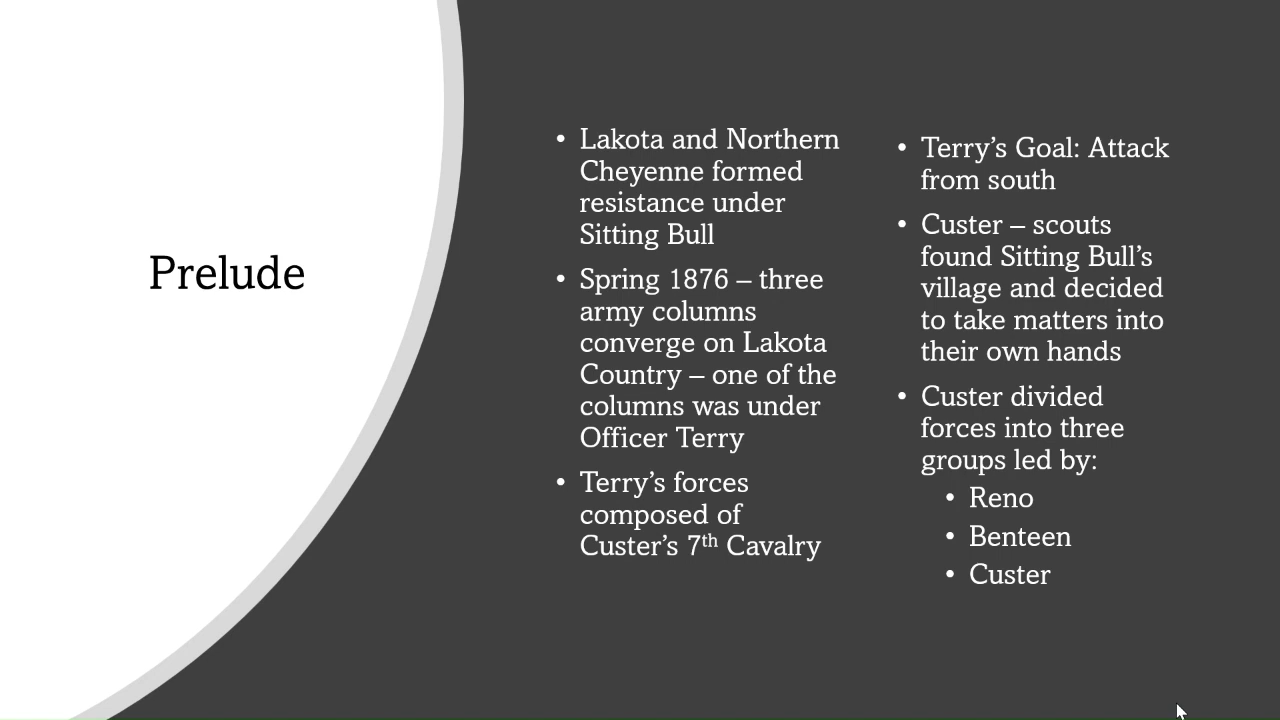 Prelude
• Lakota and Northern
Cheyenne formed
resistance under
Sitting Bull
• Spring 1876 – three
army columns
converge on Lakota
Country – one of the
columns was under
Officer Terry
• Terry’s forces
composed of
Custer’s 7th Cavalry
• Terry’s Goal: Attack
from south
• Custer – scouts
found Sitting Bull’s
village and decided
to take matters into
their own hands
• Custer divided
forces into three
groups led by:
• Reno
• Benteen
• Custer